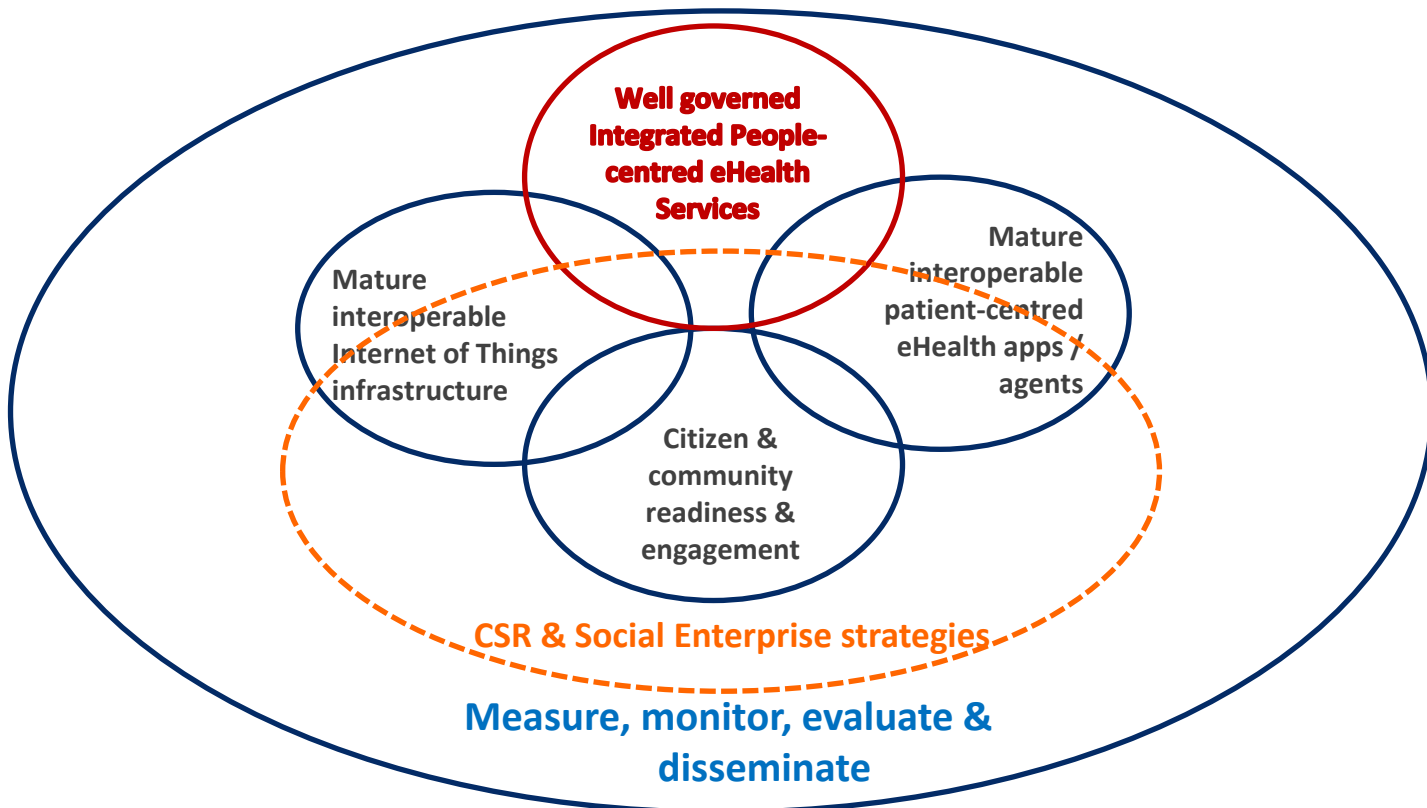 Well governed
Integrated People-
centred eHealth
Services
Mature
interoperable
Internet of Things
infrastructure
Mature
interoperable
patient-centred
eHealth apps /
agents
Citizen &
community
readiness &
engagement
CSR & Social Enterprise strategies
Measure, monitor, evaluate &
disseminate